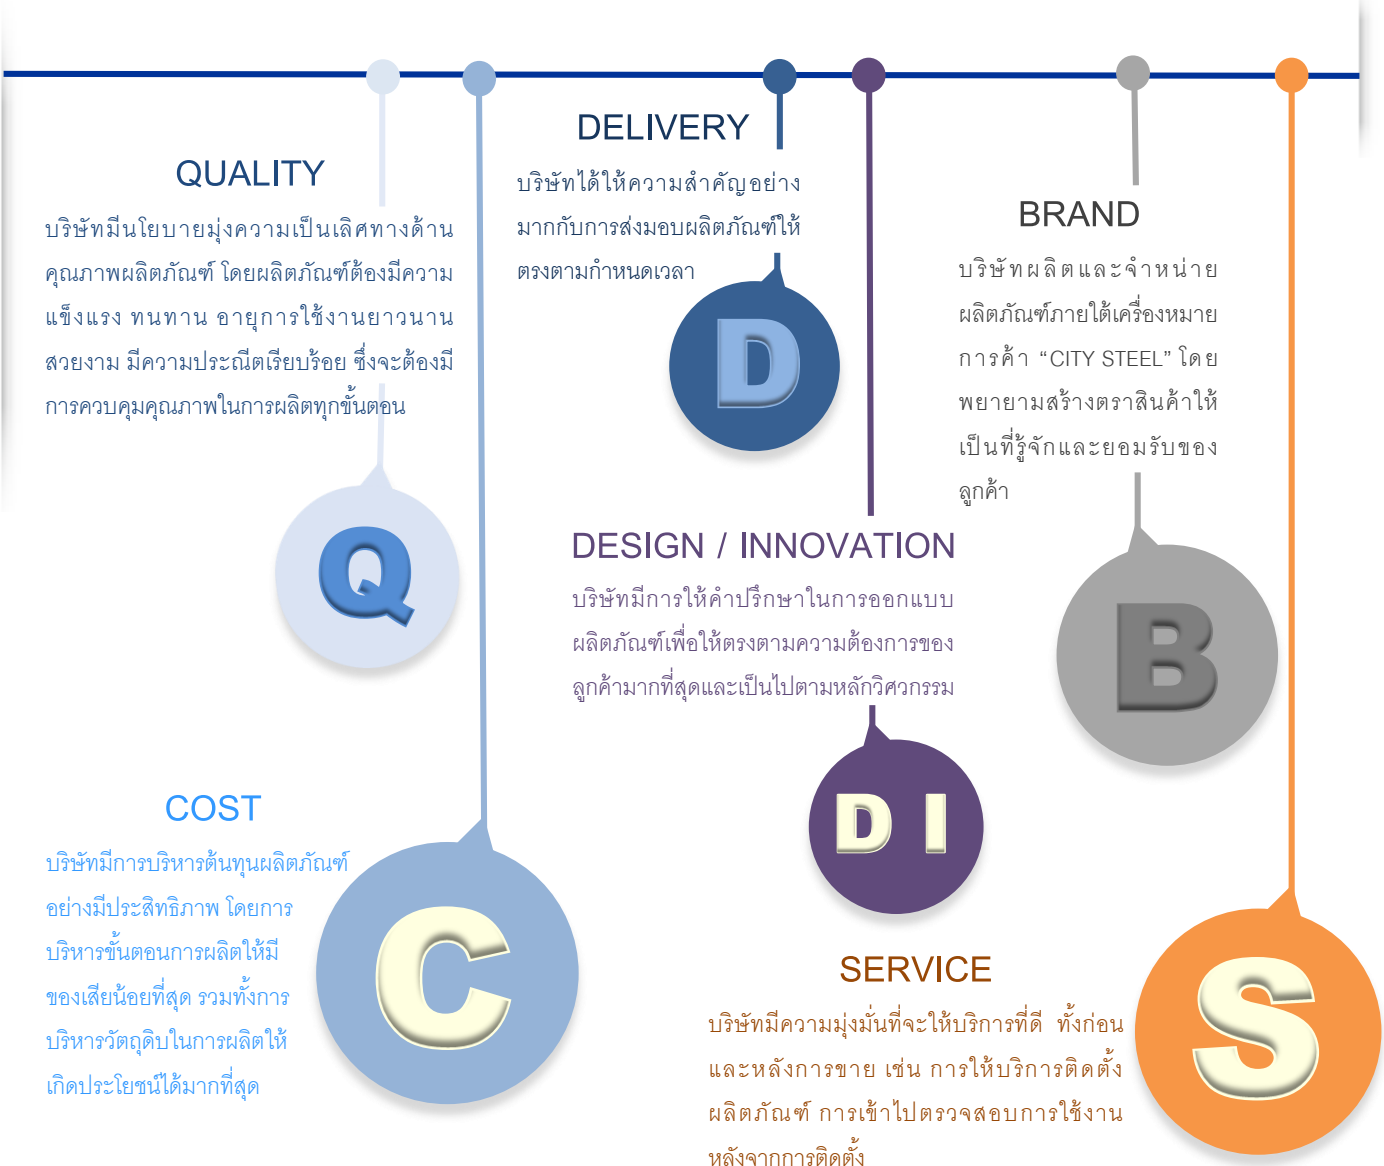 QUALITY
บริษัทมีนโยบายมุ่งความเป็นเลิศทางด้าน
คุณภาพผลิตภัณฑ์ โดยผลิตภัณฑ์ต้องมีความ
แข็งแรง ทนทาน อายุการใช้งานยาวนาน
สวยงาม มีความประณีตเรียบร้อย ซึ่งจะต้องมี
การควบคุมคุณภาพในการผลิตทุกขั้นตอน
Q
COST
บริษัทมีการบริหารต้นทุนผลิตภัณฑ์
อย่างมีประสิทธิภาพ โดยการ
บริหารขั้นตอนการผลิตให้มี
ของเสียน้อยที่สุด รวมทั้งการ
บริหารวัตถุดิบในการผลิตให้
เกิดประโยชน์ได้มากที่สุด
C
DELIVERY
บริษัทได้ให้ความสำคัญอย่าง
มากกับการส่งมอบผลิตภัณฑ์ให้
ตรงตามกำหนดเวลา
D
DESIGN / INNOVATION
บริษัทมีการให้คำปรึกษาในการออกแบบ
ผลิตภัณฑ์เพื่อให้ตรงตามความต้องการของ
ลูกค้ามากที่สุดและเป็นไปตามหลักวิศวกรรม
D I
BRAND
บริษัทผลิตและจำหน่าย
ผลิตภัณฑ์ภายใต้เครื่องหมาย
การค้า “CITY STEEL” โดย
พยายามสร้างตราสินค้าให้
เป็นที่รู้จักและยอมรับของ
ลูกค้า
B
SERVICE
บริษัทมีความมุ่งมั่นที่จะให้บริการที่ดี ทั้งก่อน
และหลังการขาย เช่น การให้บริการติดตั้ง
ผลิตภัณฑ์ การเข้าไปตรวจสอบการใช้งาน
หลังจากการติดตั้ง
S